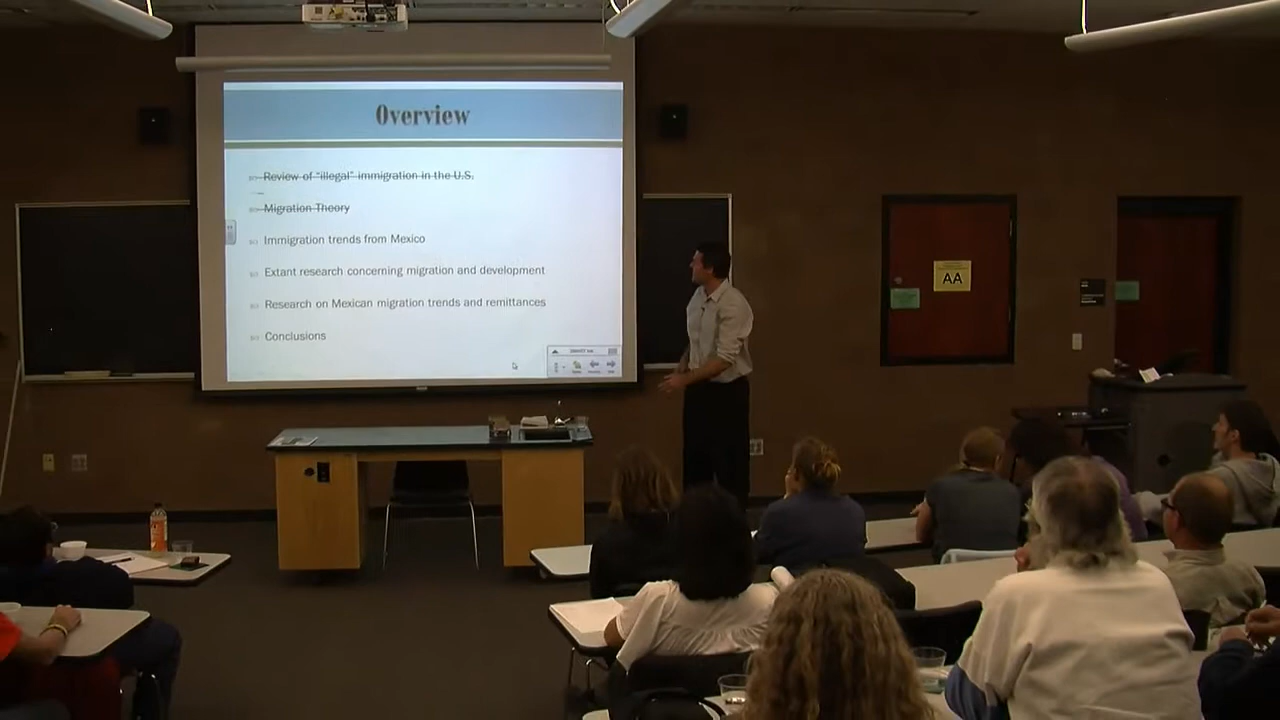 Overview
Review of "illegal" immigration in the U.S.
Migration Theory
Immigration trends from Mexico
Extant research concerning migration and development
Research on Mexican migration trends and remittances
Conclusions
AA